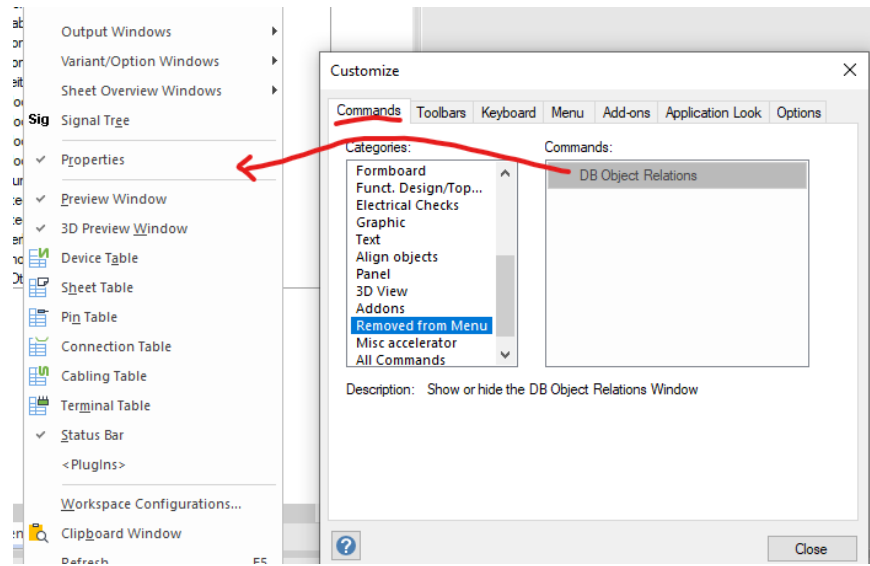 Output Windows
Variant/Option Windows
Sheet Overview Windows
Sig Signal Tree
Properties
Preview Window
3D Preview Window
Device Table
Sheet Table
Pin Table
Connection Table
Cabling Table
Terminal Table
Status Bar
<PlugIns>
Workspace Configurations...
Clipboard Window
Refresh F5
Customize
Commands Toolbars Keyboard Menu Add-ons Application Look Options
Categories:
Formboard
Funct. Design/Top...
Electrical Checks
Graphic
Text
Align objects
Panel
3D View
Addons
Removed from Menu
Misc accelerator
All Commands
Commands:
DB Object Relations
Description: Show or hide the DB Object Relations Window
Close